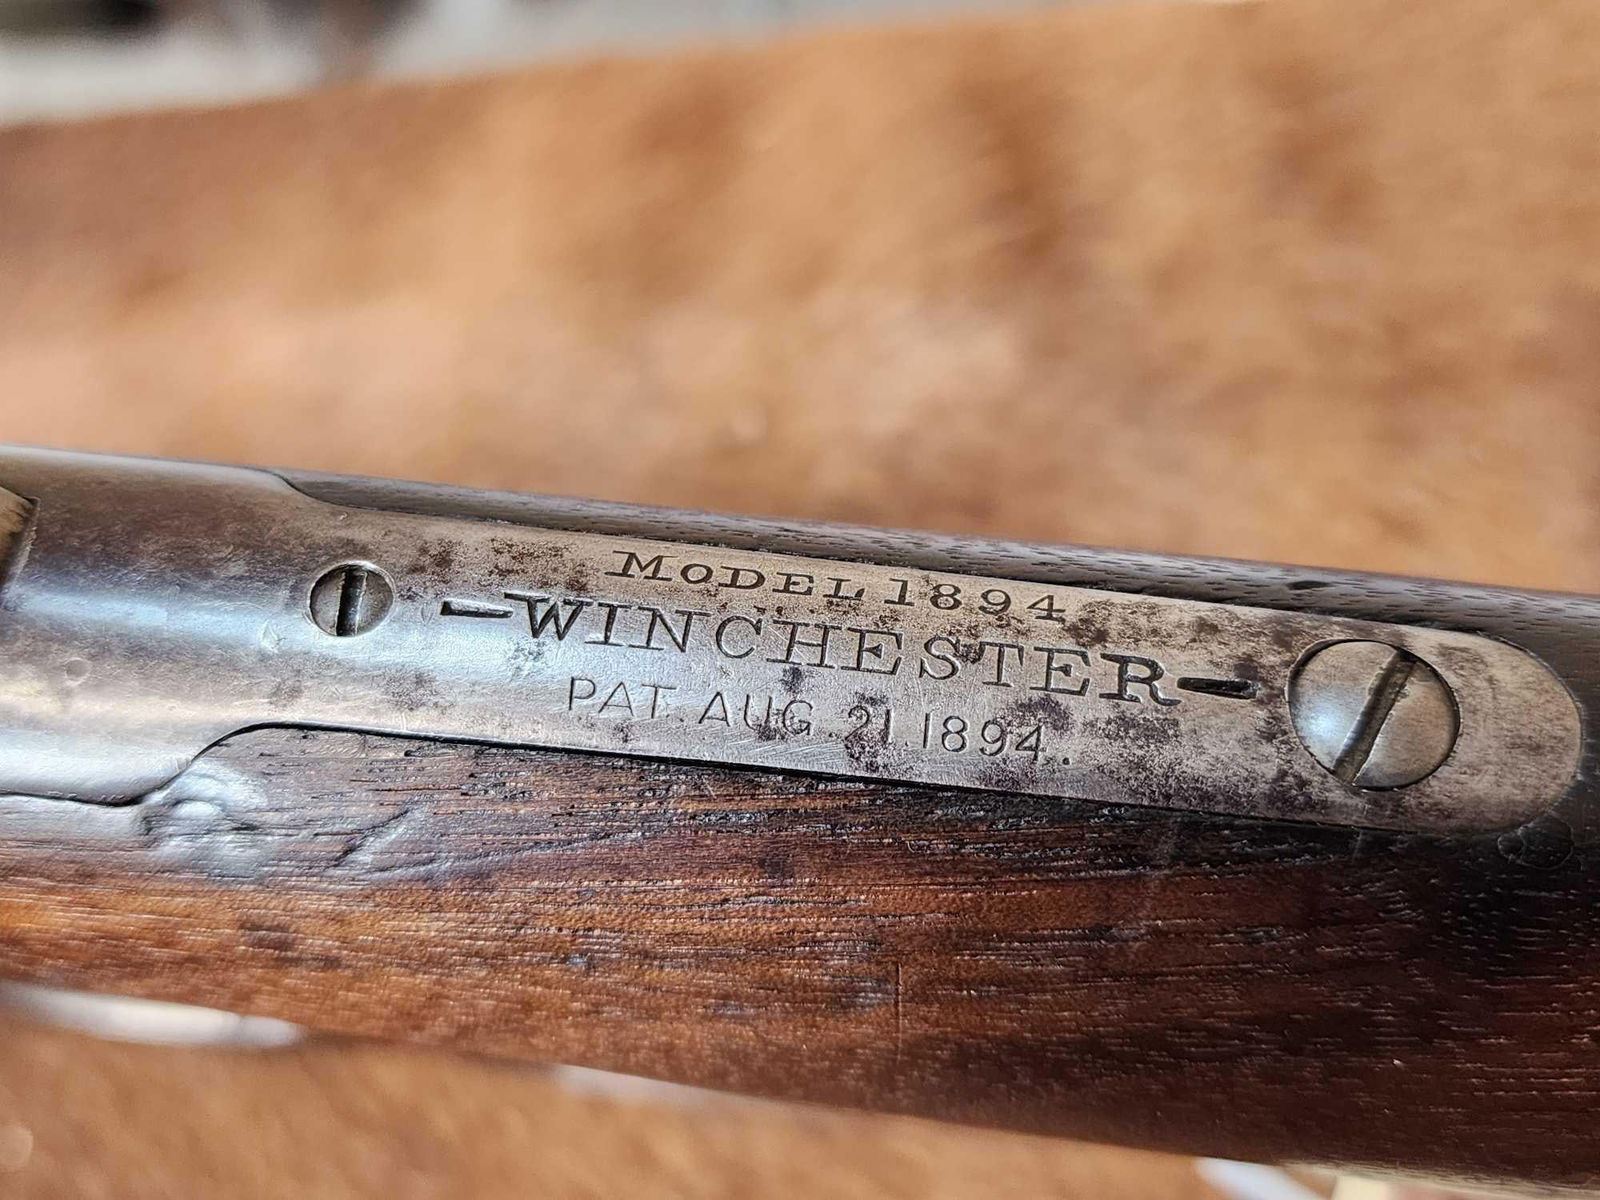 MODEL 1894
-WINCHESTER-
PAT. AUG. 21. 1894.